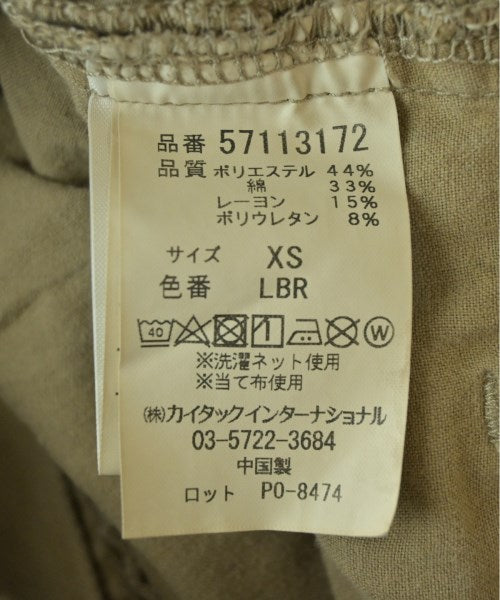 品番 57113172
品質 ポリエステル 44%
綿 33%
レーヨン 15%
ポリウレタン 8%
サイズ XS
色番 LBR
40 W
※洗濯ネット使用
※当て布使用
㈱カイタックインターナショナル
03-5722-3684
中国製
ロット PO-8474